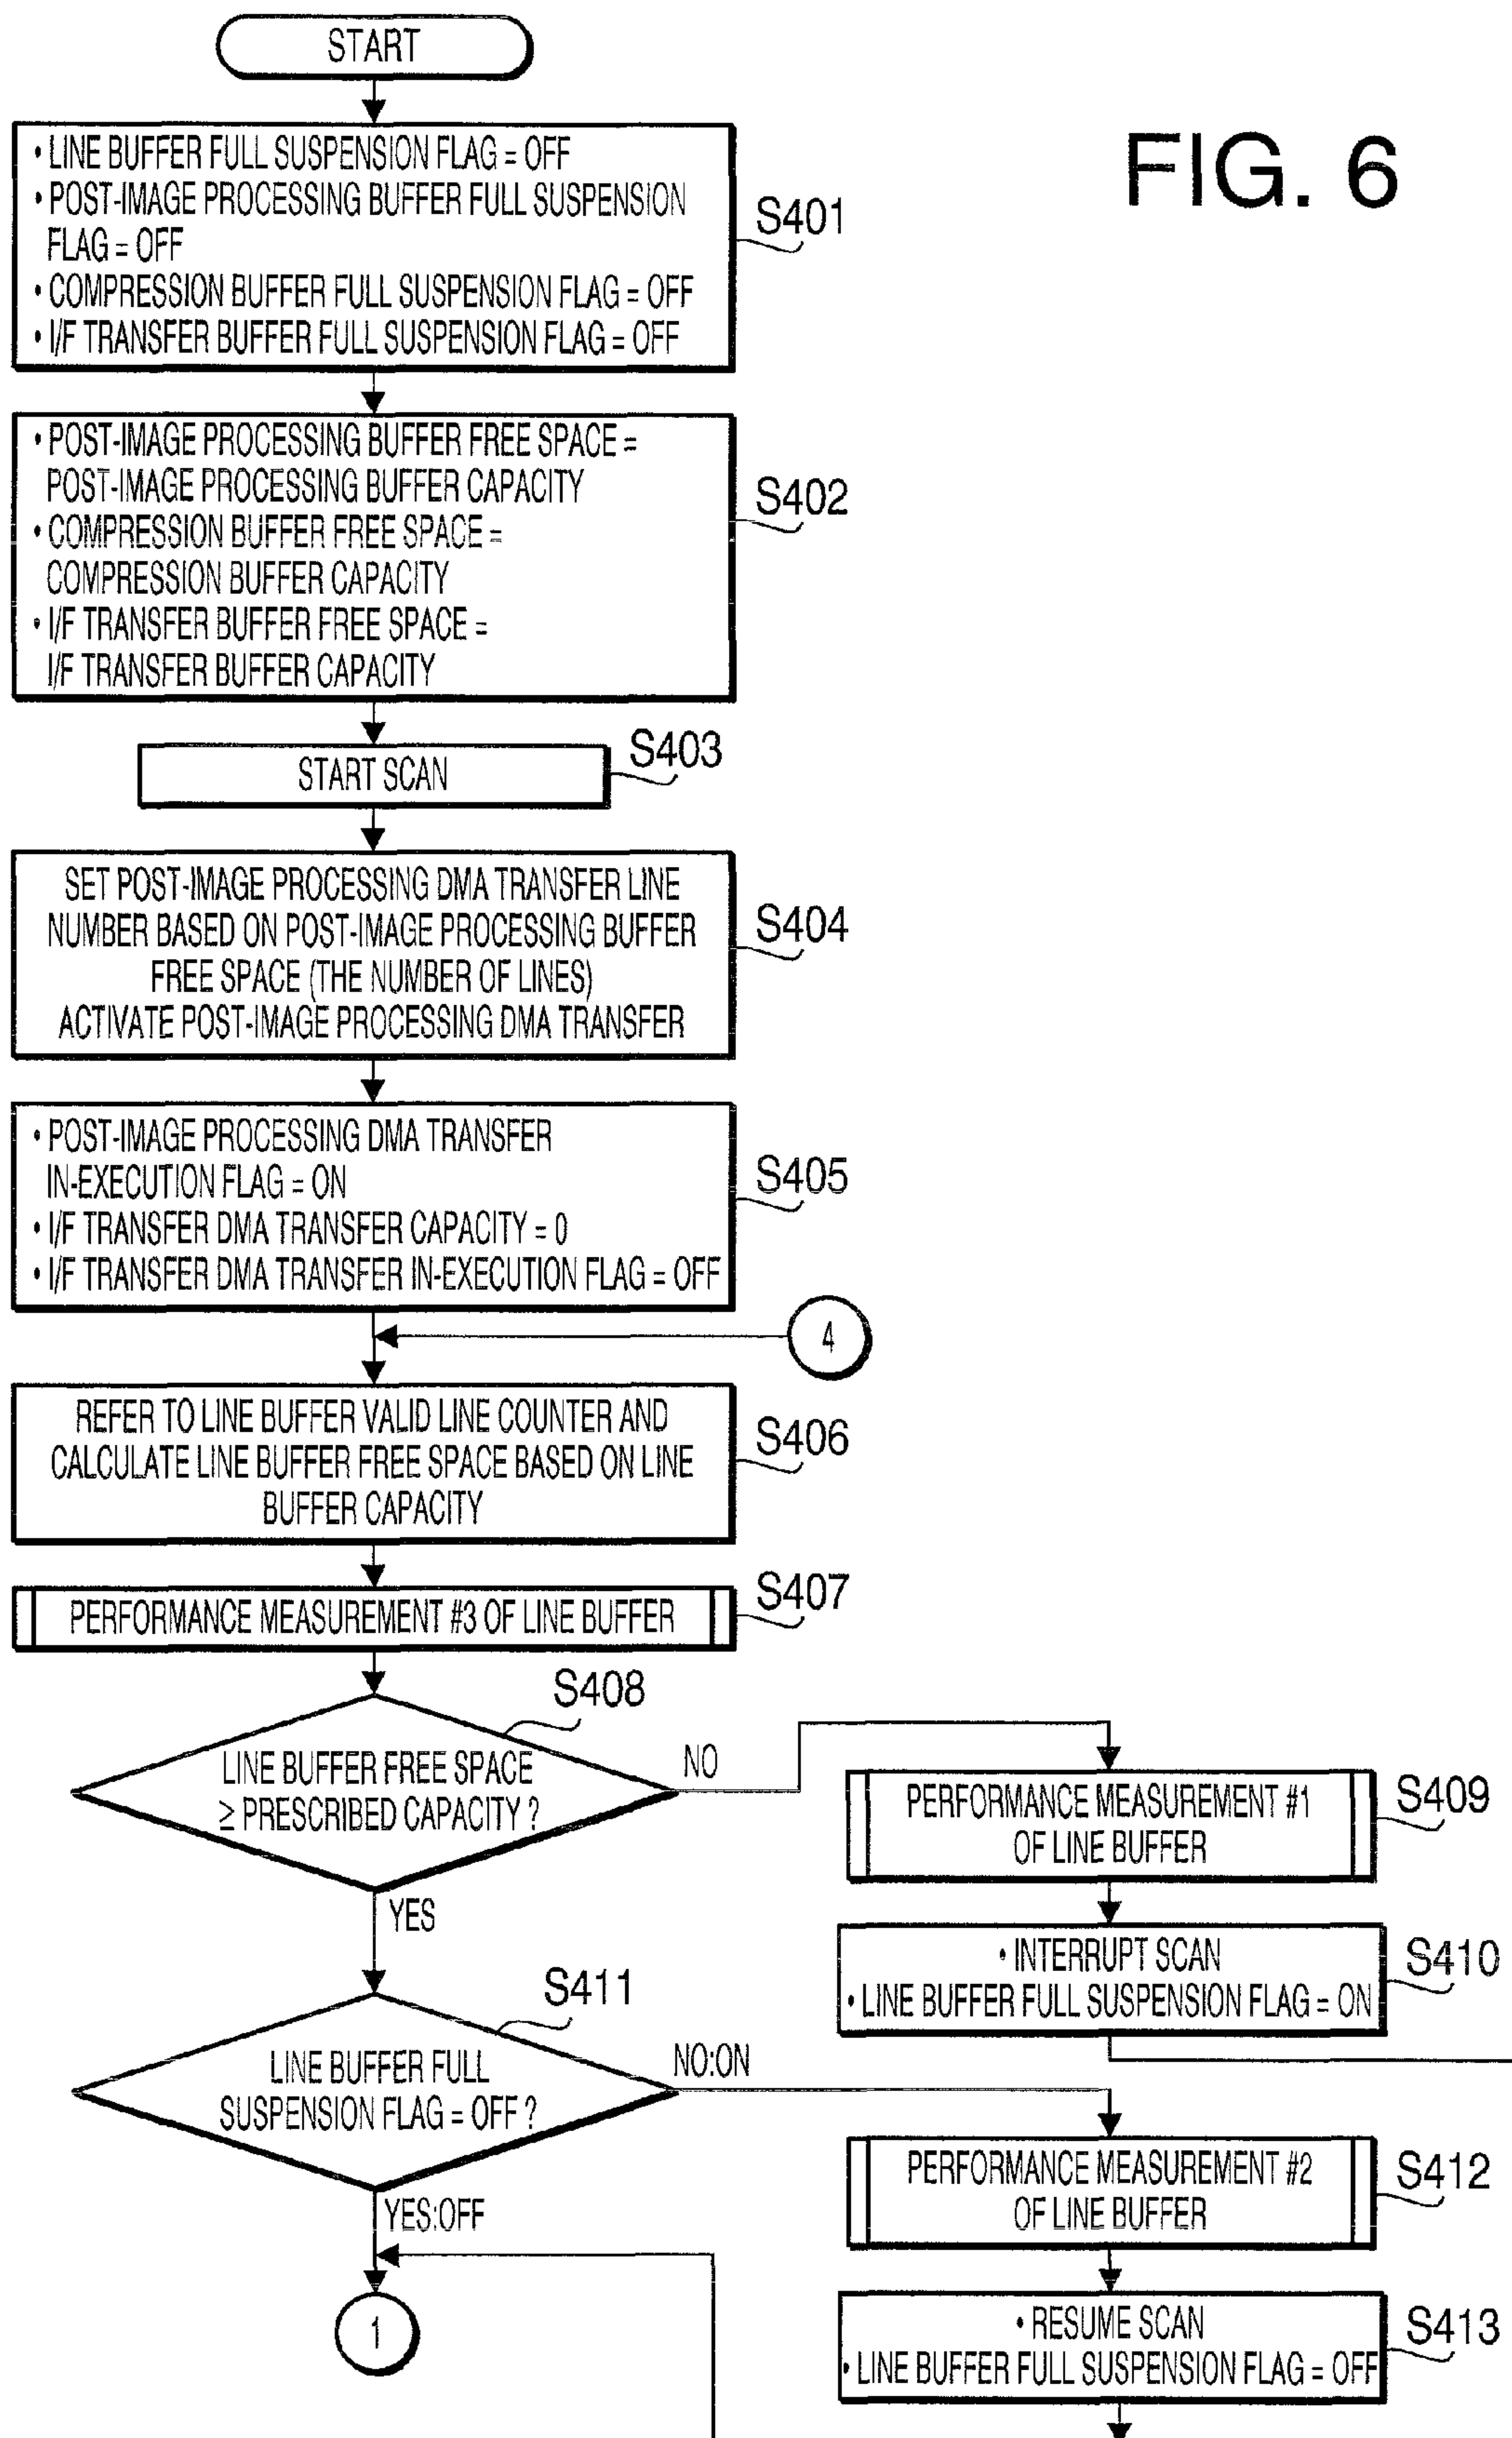 START
FIG. 6
• LINE BUFFER FULL SUSPENSION FLAG = OFF
• POST-IMAGE PROCESSING BUFFER FULL SUSPENSION
FLAG = OFF
• COMPRESSION BUFFER FULL SUSPENSION FLAG = OFF
• I/F TRANSFER BUFFER FULL SUSPENSION FLAG = OFF
S401
• POST-IMAGE PROCESSING BUFFER FREE SPACE =
POST-IMAGE PROCESSING BUFFER CAPACITY
• COMPRESSION BUFFER FREE SPACE =
COMPRESSION BUFFER CAPACITY
• I/F TRANSFER BUFFER FREE SPACE =
I/F TRANSFER BUFFER CAPACITY
S402
START SCAN
S403
SET POST-IMAGE PROCESSING DMA TRANSFER LINE
NUMBER BASED ON POST-IMAGE PROCESSING BUFFER
FREE SPACE (THE NUMBER OF LINES)
ACTIVATE POST-IMAGE PROCESSING DMA TRANSFER
S404
• POST-IMAGE PROCESSING DMA TRANSFER
IN-EXECUTION FLAG = ON
• I/F TRANSFER DMA TRANSFER CAPACITY = 0
• I/F TRANSFER DMA TRANSFER IN-EXECUTION FLAG = OFF
S405
4
REFER TO LINE BUFFER VALID LINE COUNTER AND
CALCULATE LINE BUFFER FREE SPACE BASED ON LINE
BUFFER CAPACITY
S406
PERFORMANCE MEASUREMENT #3 OF LINE BUFFER
S407
S408
LINE BUFFER FREE SPACE
≥ PRESCRIBED CAPACITY ?
NO
YES
PERFORMANCE MEASUREMENT #1
OF LINE BUFFER
S409
• INTERRUPT SCAN
• LINE BUFFER FULL SUSPENSION FLAG = ON
S410
S411
LINE BUFFER FULL
SUSPENSION FLAG = OFF ?
NO:ON
YES:OFF
PERFORMANCE MEASUREMENT #2
OF LINE BUFFER
S412
1
• RESUME SCAN
• LINE BUFFER FULL SUSPENSION FLAG = OFF
S413